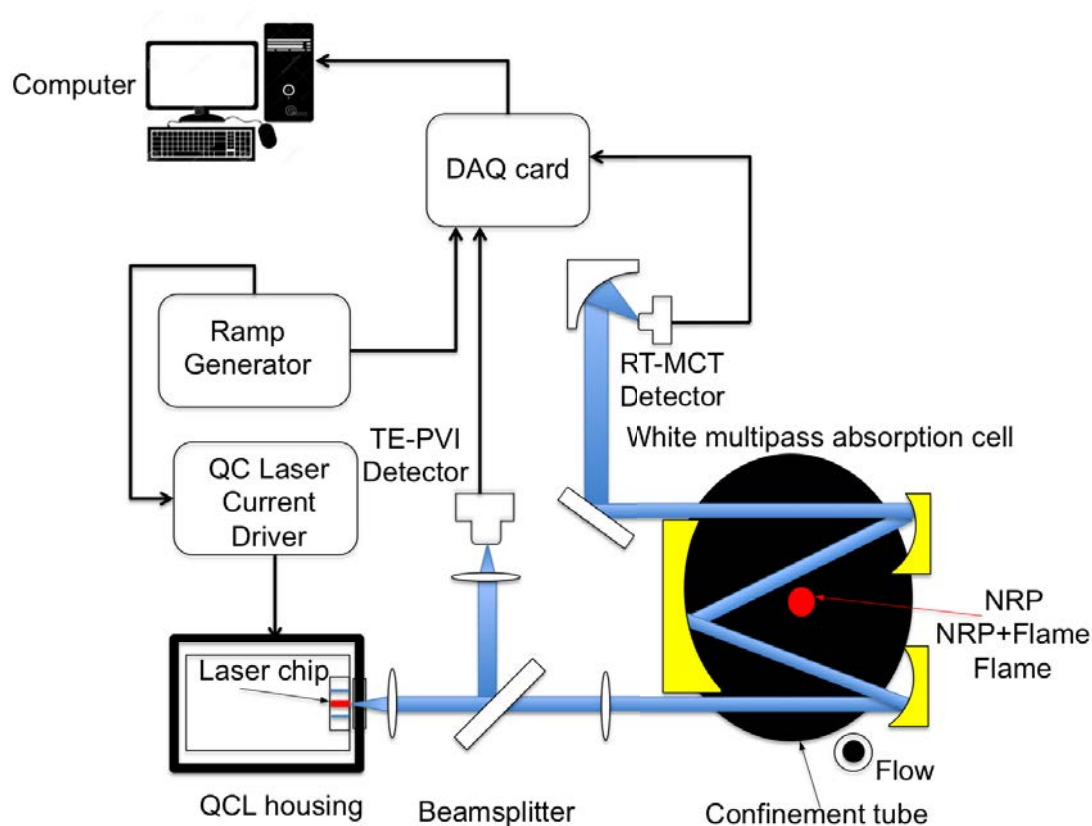 Computer
DAQ card
Ramp
Generator
RT-MCT
Detector
TE-PVI
Detector
White multipass absorption cell
QC Laser
Current
Driver
NRP
NRP+Flame
Flame
Laser chip
Flow
QCL housing
Beamsplitter
Confinement tube